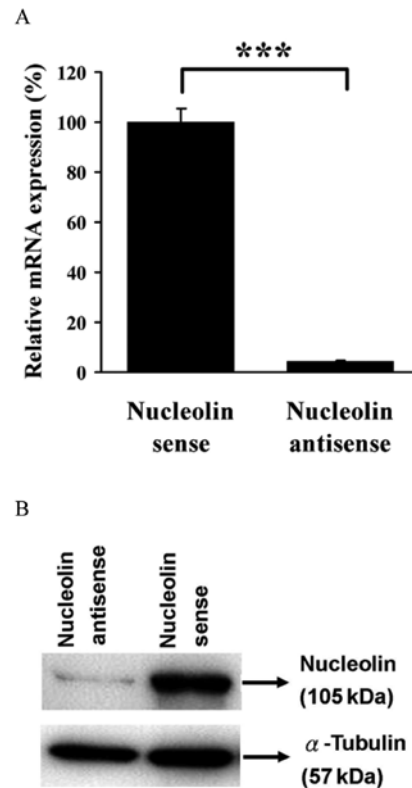 A
***
Relative mRNA expression (%)
120
100
80
60
40
20
0
Nucleolin
sense
Nucleolin
antisense
B
Nucleolin
antisense
Nucleolin
sense
Nucleolin
(105 kDa)
α-Tubulin
(57 kDa)